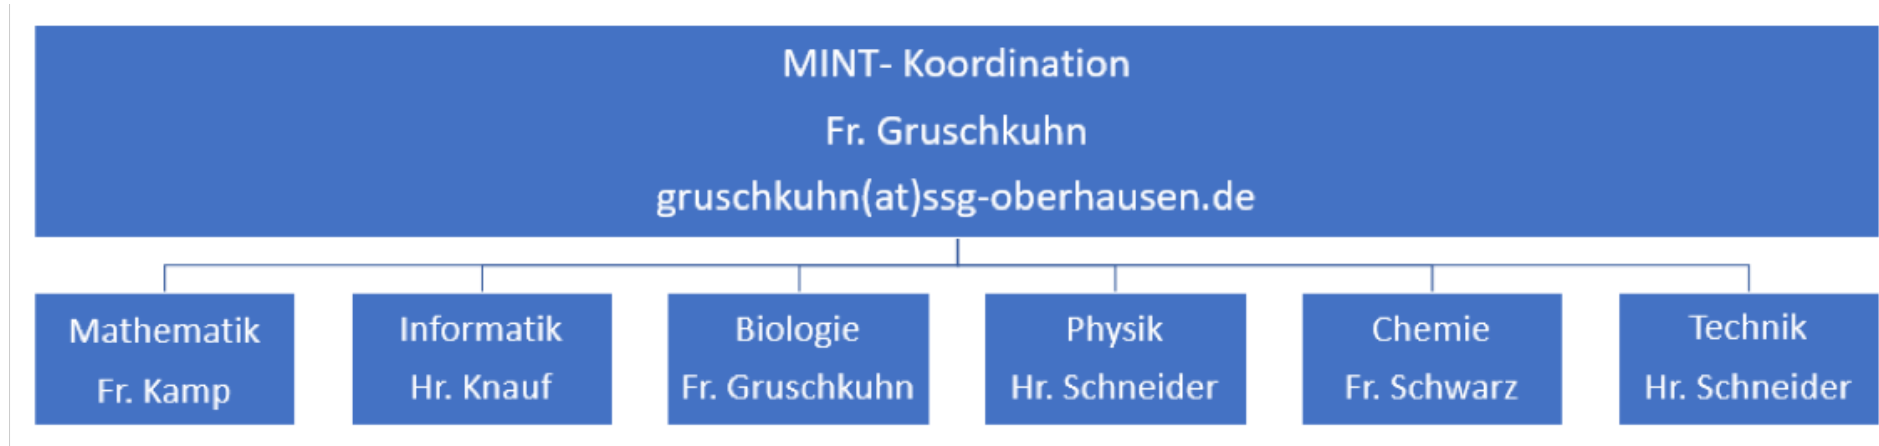 MINT- Koordination
Fr. Gruschkuhn
gruschkuhn(at)ssg-oberhausen.de
Mathematik
Fr. Kamp
Informatik
Hr. Knauf
Biologie
Fr. Gruschkuhn
Physik
Hr. Schneider
Chemie
Fr. Schwarz
Technik
Hr. Schneider